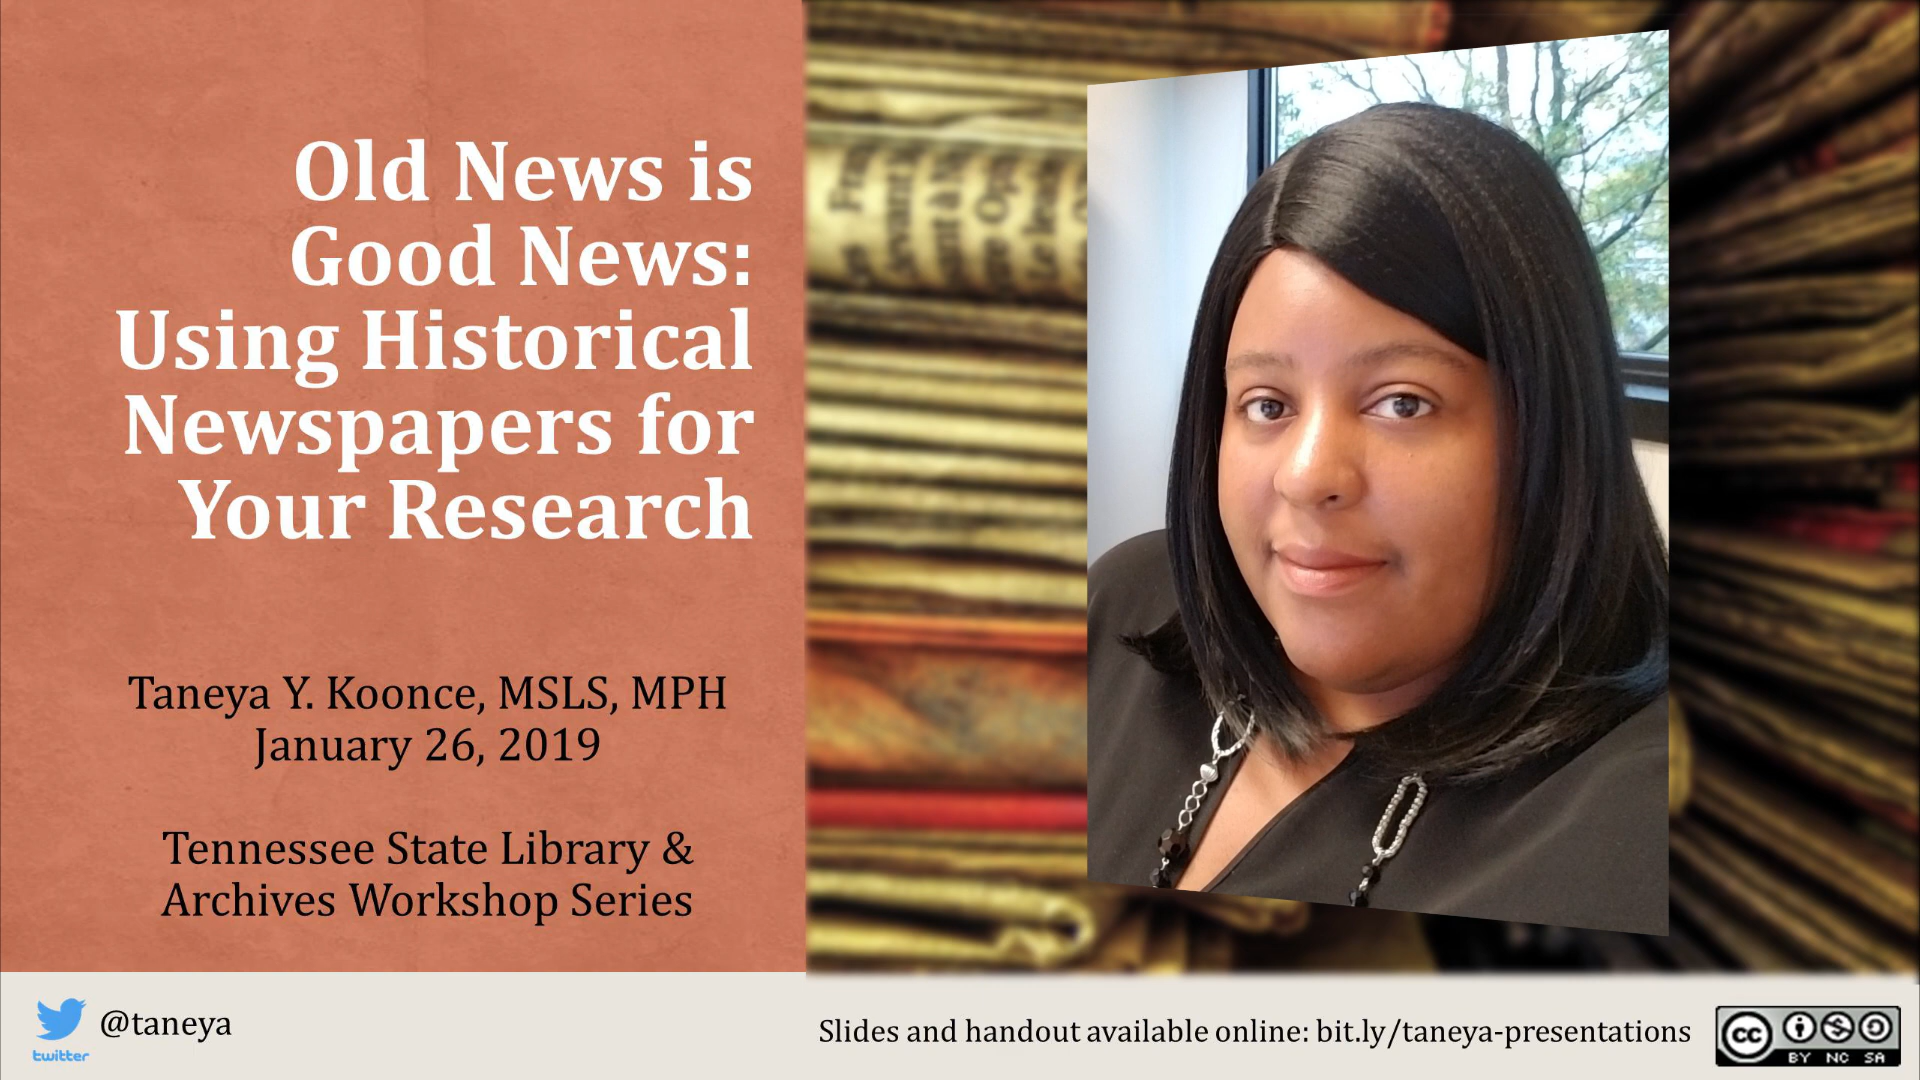 Old News is
Good News:
Using Historical
Newspapers for
Your Research
Taneya Y. Koonce, MSLS, MPH
January 26, 2019
Tennessee State Library &
Archives Workshop Series
@taneya
twitter
Slides and handout available online: bit.ly/taneya-presentations
cc
BY NC SA